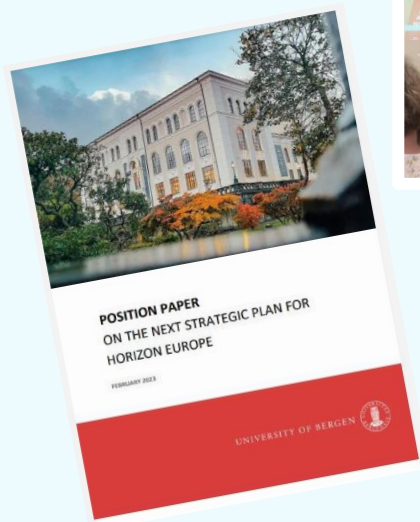 POSITION PAPER
ON THE NEXT STRATEGIC PLAN FOR
HORIZON EUROPE
FEBRUARY 2023
UNIVERSITY OF BERGEN